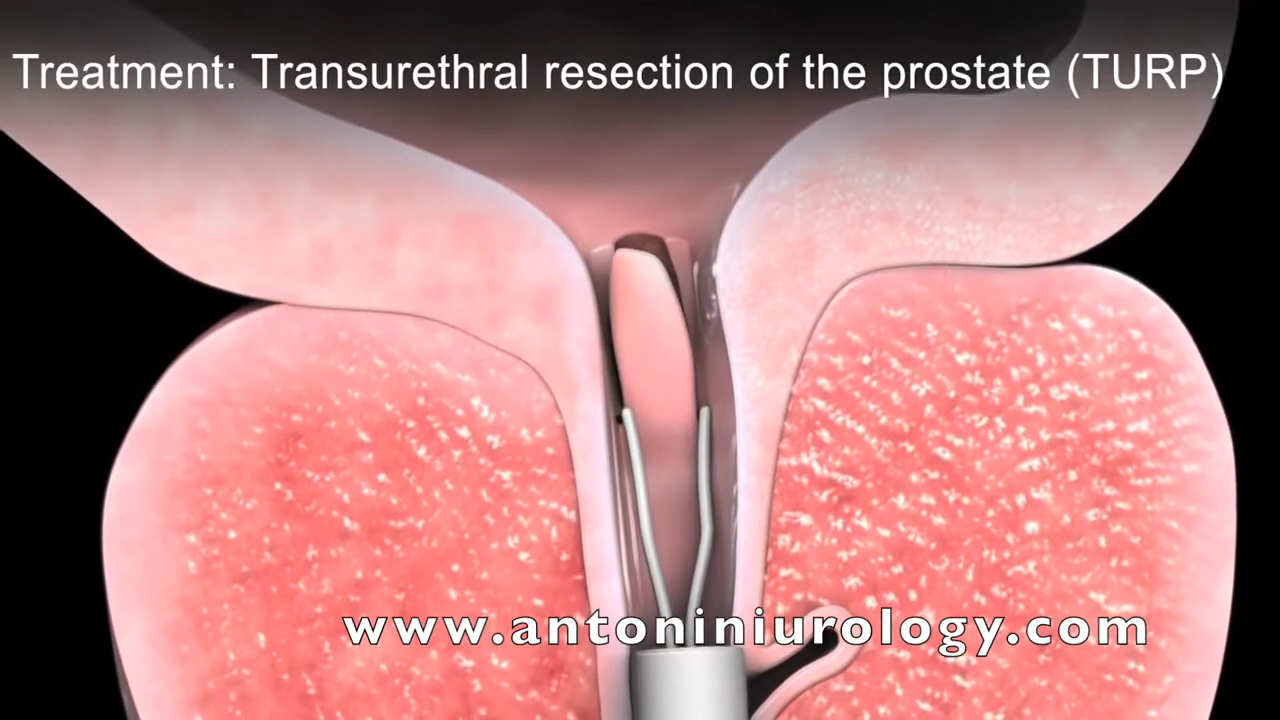 Treatment: Transurethral resection of the prostate (TURP)
www.antoniniurology.com